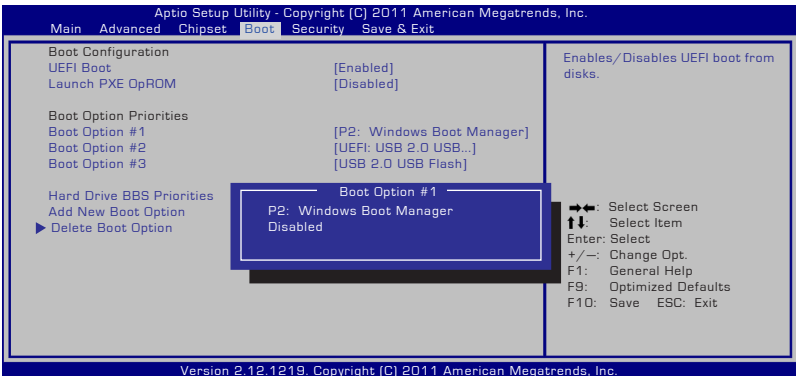 Aptio Setup Utility - Copyright (C) 2011 American Megatrends, Inc.
Main Advanced Chipset Boot Security Save & Exit
Boot Configuration
UEFI Boot [Enabled]
Launch PXE OpROM [Disabled]
Boot Option Priorities
Boot Option #1 [P2: Windows Boot Manager]
Boot Option #2 [UEFI: USB 2.0 USB...]
Boot Option #3 [USB 2.0 USB Flash]
Hard Drive BBS Priorities
Add New Boot Option
Delete Boot Option
Boot Option #1
P2: Windows Boot Manager
Disabled
Enables/Disables UEFI boot from
disks.
→←: Select Screen
↑↓: Select Item
Enter: Select
+/—: Change Opt.
F1: General Help
F9: Optimized Defaults
F10: Save ESC: Exit
Version 2.12.1219. Copyright (C) 2011 American Megatrends, Inc.